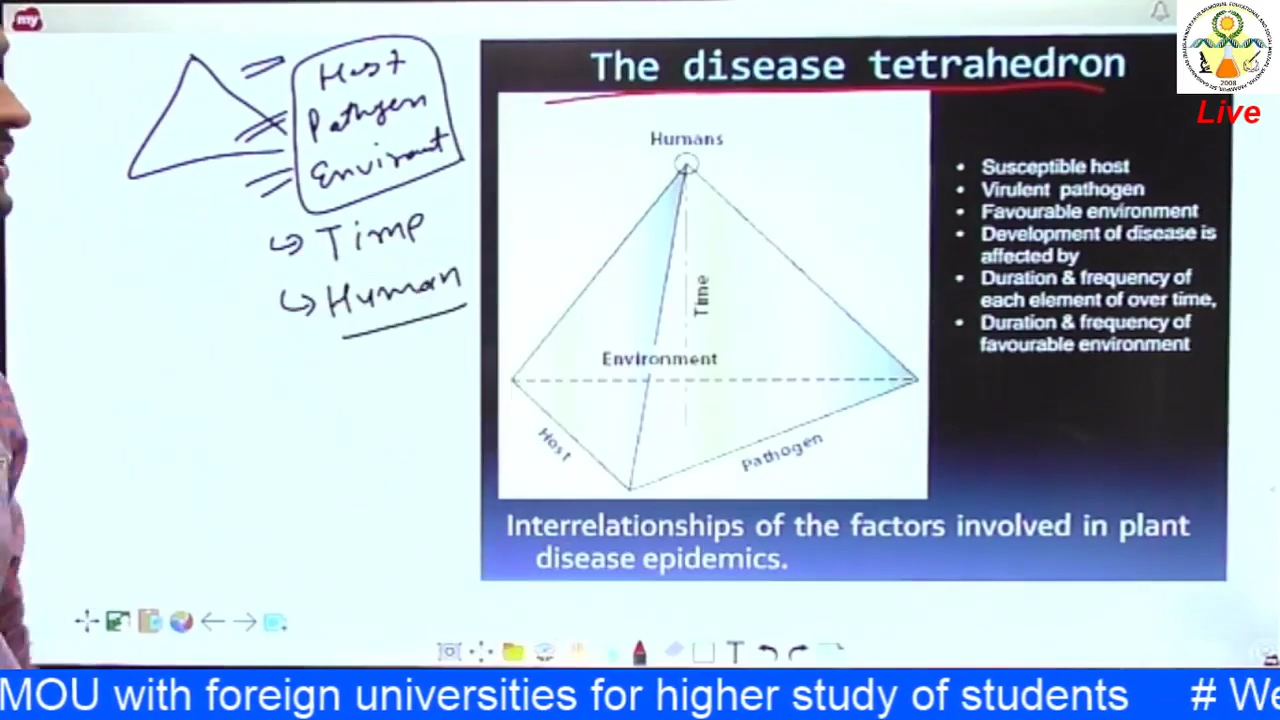 my
Host
Pathogen
Environt
Time
Human
The disease tetrahedron
Humans
Time
Environment
Host
Pathogen
• Susceptible host
• Virulent pathogen
• Favourable environment
• Development of disease is
affected by
• Duration & frequency of
each element of over time,
• Duration & frequency of
favourable environment
Interrelationships of the factors involved in plant
disease epidemics.
2008
Live
T
MOU with foreign universities for higher study of students # We